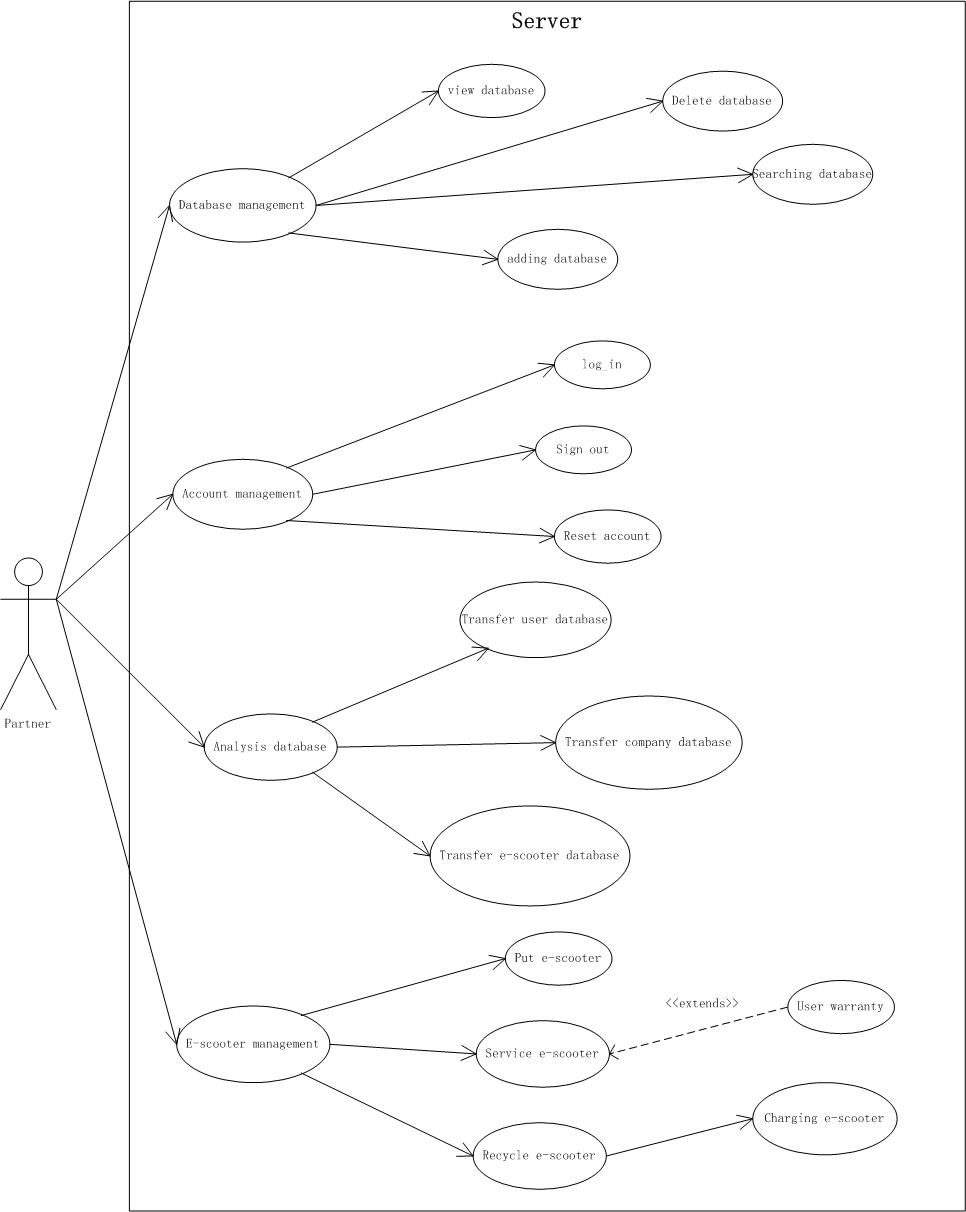 Server
view database
Delete database
Searching database
Database management
adding database
log_in
Sign out
Account management
Reset account
Transfer user database
Partner
Analysis database
Transfer company database
Transfer e-scooter database
Put e-scooter
<<extends>>
User warranty
E-scooter management
Service e-scooter
Charging e-scooter
Recycle e-scooter